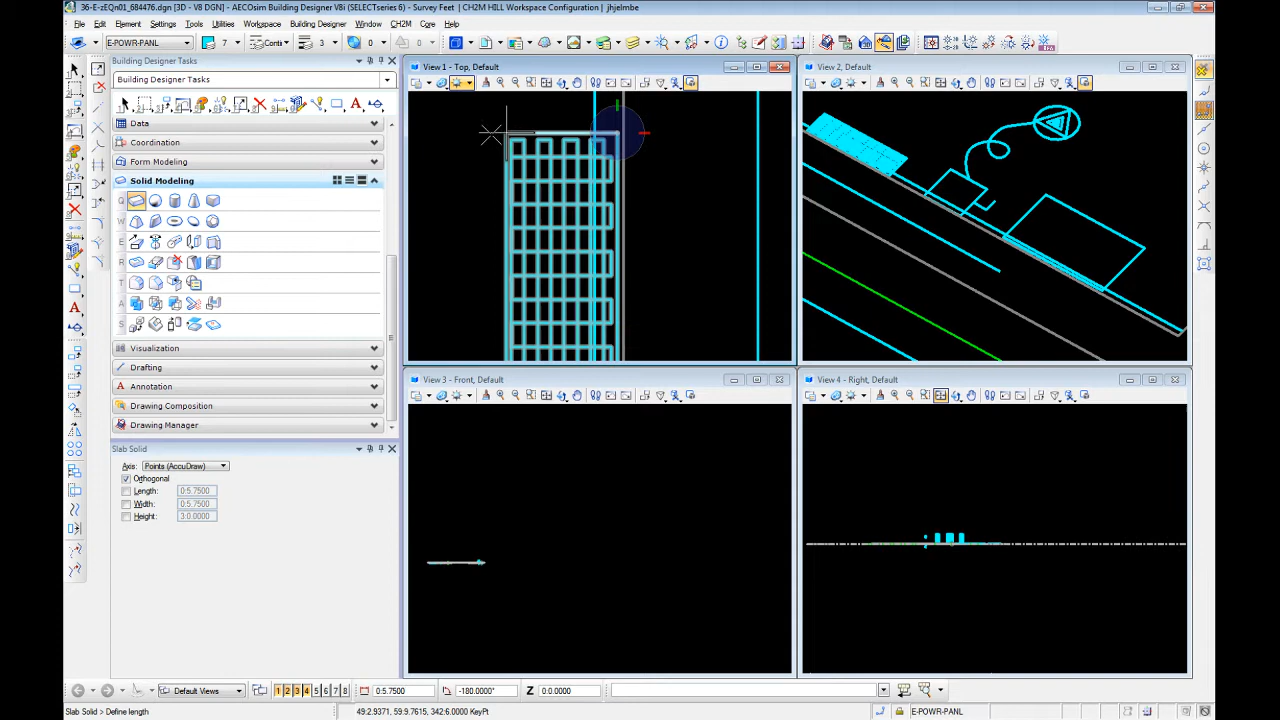 36-E-zEQn01_684476.dgn [3D - V8 DGN] - AECOsim Building Designer V8i (SELECTseries 6) - Survey Feet | CH2M HILL Workspace Configuration | jhjelmbe
File Edit Element Settings Tools Utilities Workspace Building Designer Window CH2M Core Help
E-POWR-PANL 7 Conti 3 0 0
Building Designer Tasks
Building Designer Tasks
Data
Coordination
Form Modeling
Solid Modeling
Q
W
E
R
T
A
S
Visualization
Drafting
Annotation
Drawing Composition
Drawing Manager
Slab Solid
Axis: Points (AccuDraw)
Orthogonal
Length: 0:5.7500
Width: 0:5.7500
Height: 3:0.0000
View 1 - Top, Default
View 2, Default
View 3 - Front, Default
View 4 - Right, Default
Default Views 1 2 3 4 5 6 7 8 0:5.7500 -180.0000° Z 0:0.0000
Slab Solid > Define length 49:2.9371, 59:9.7615, 342:6.0000 KeyPt E-POWR-PANL